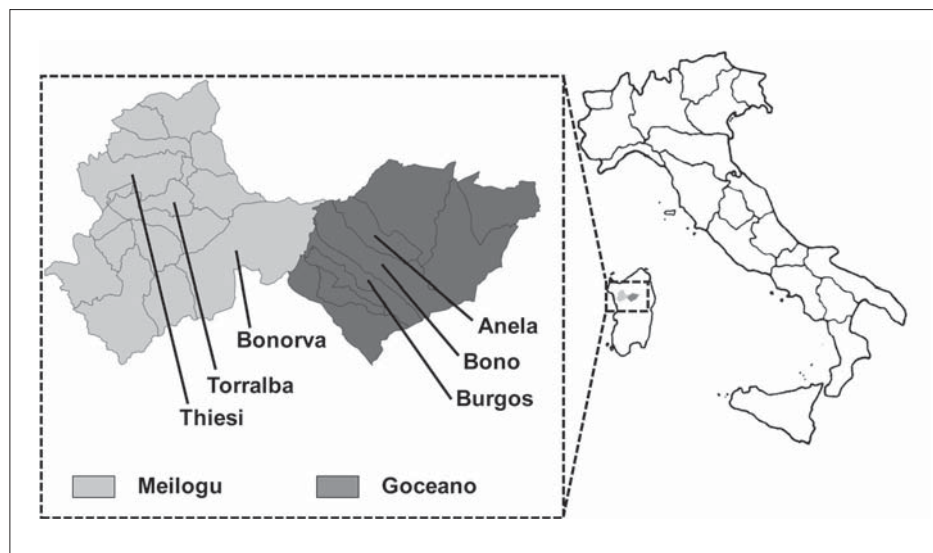 Anela
Bonorva
Bono
Torralba
Burgos
Thiesi
Meilogu
Goceano